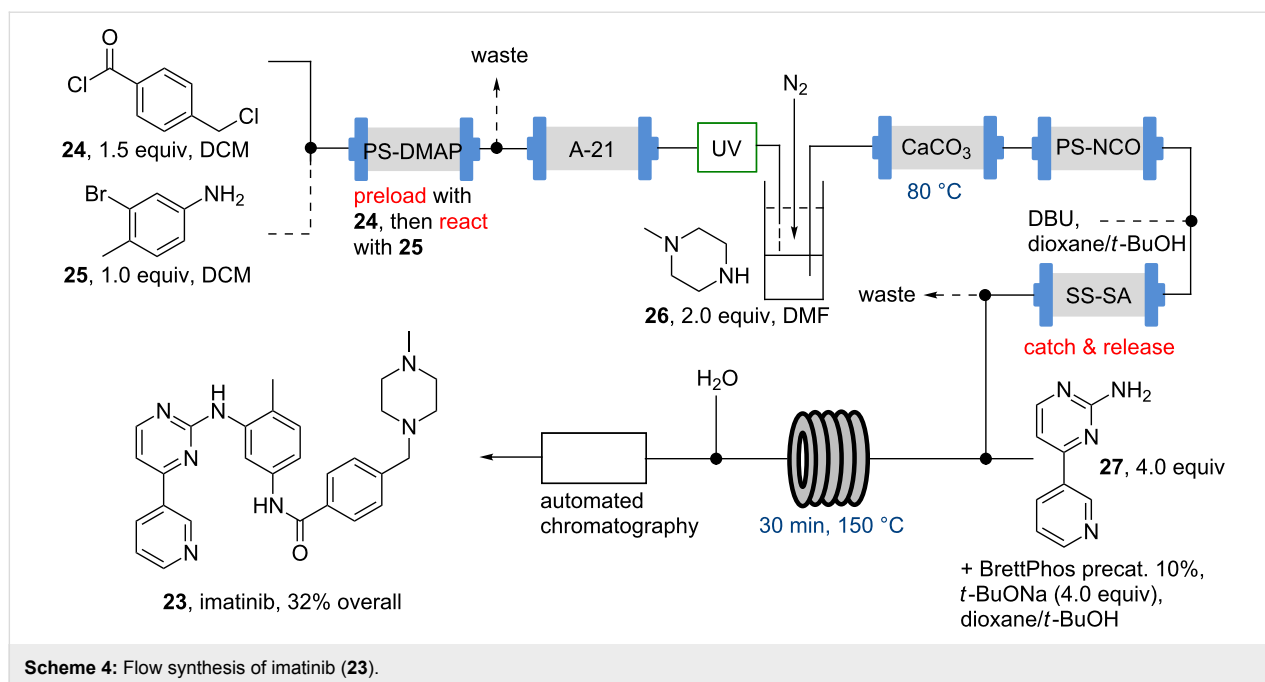 O
Cl
Cl
24, 1.5 equiv, DCM
Br
NH₂
25, 1.0 equiv, DCM
waste
PS-DMAP
preload with
24, then react
with 25
A-21
UV
N₂
N
NH
26, 2.0 equiv, DMF
CaCO₃
80 °C
PS-NCO
DBU,
dioxane/t-BuOH
SS-SA
catch & release
waste
N
NH₂
N
N
27, 4.0 equiv
+ BrettPhos precat. 10%,
t-BuONa (4.0 equiv),
dioxane/t-BuOH
30 min, 150 °C
H₂O
automated
chromatography
N
H
N
N
N
HN
O
N
N
23, imatinib, 32% overall
Scheme 4: Flow synthesis of imatinib (23).